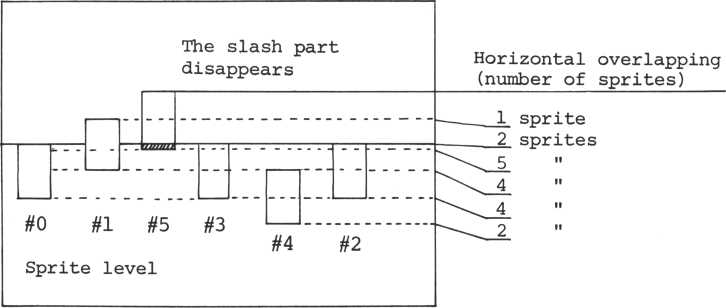 The slash part
disappears
Horizontal overlapping
(number of sprites)
1 sprite
2 sprites
5 "
4 "
4 "
2 "
#0 #1 #5 #3 #4 #2
Sprite level